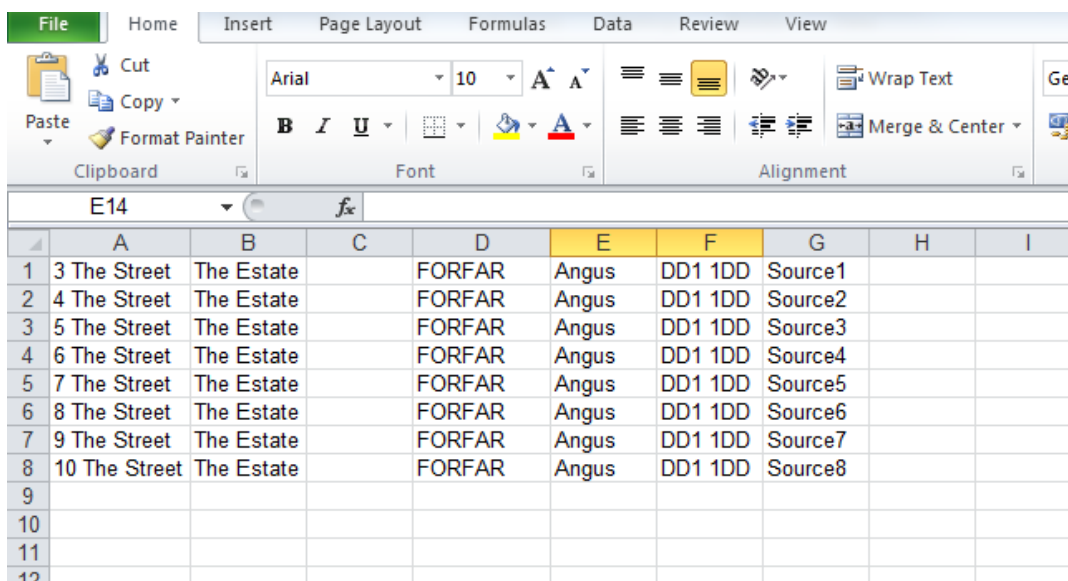 File Home Insert Page Layout Formulas Data Review View
Cut
Copy
Paste
Format Painter
Clipboard
Arial 10 A A
B I U A
Font
Wrap Text
Merge & Center
Alignment
Ge
E14 fx
A B C D E F G H I
1 3 The Street The Estate FORFAR Angus DD1 1DD Source1
2 4 The Street The Estate FORFAR Angus DD1 1DD Source2
3 5 The Street The Estate FORFAR Angus DD1 1DD Source3
4 6 The Street The Estate FORFAR Angus DD1 1DD Source4
5 7 The Street The Estate FORFAR Angus DD1 1DD Source5
6 8 The Street The Estate FORFAR Angus DD1 1DD Source6
7 9 The Street The Estate FORFAR Angus DD1 1DD Source7
8 10 The Street The Estate FORFAR Angus DD1 1DD Source8
9
10
11
12